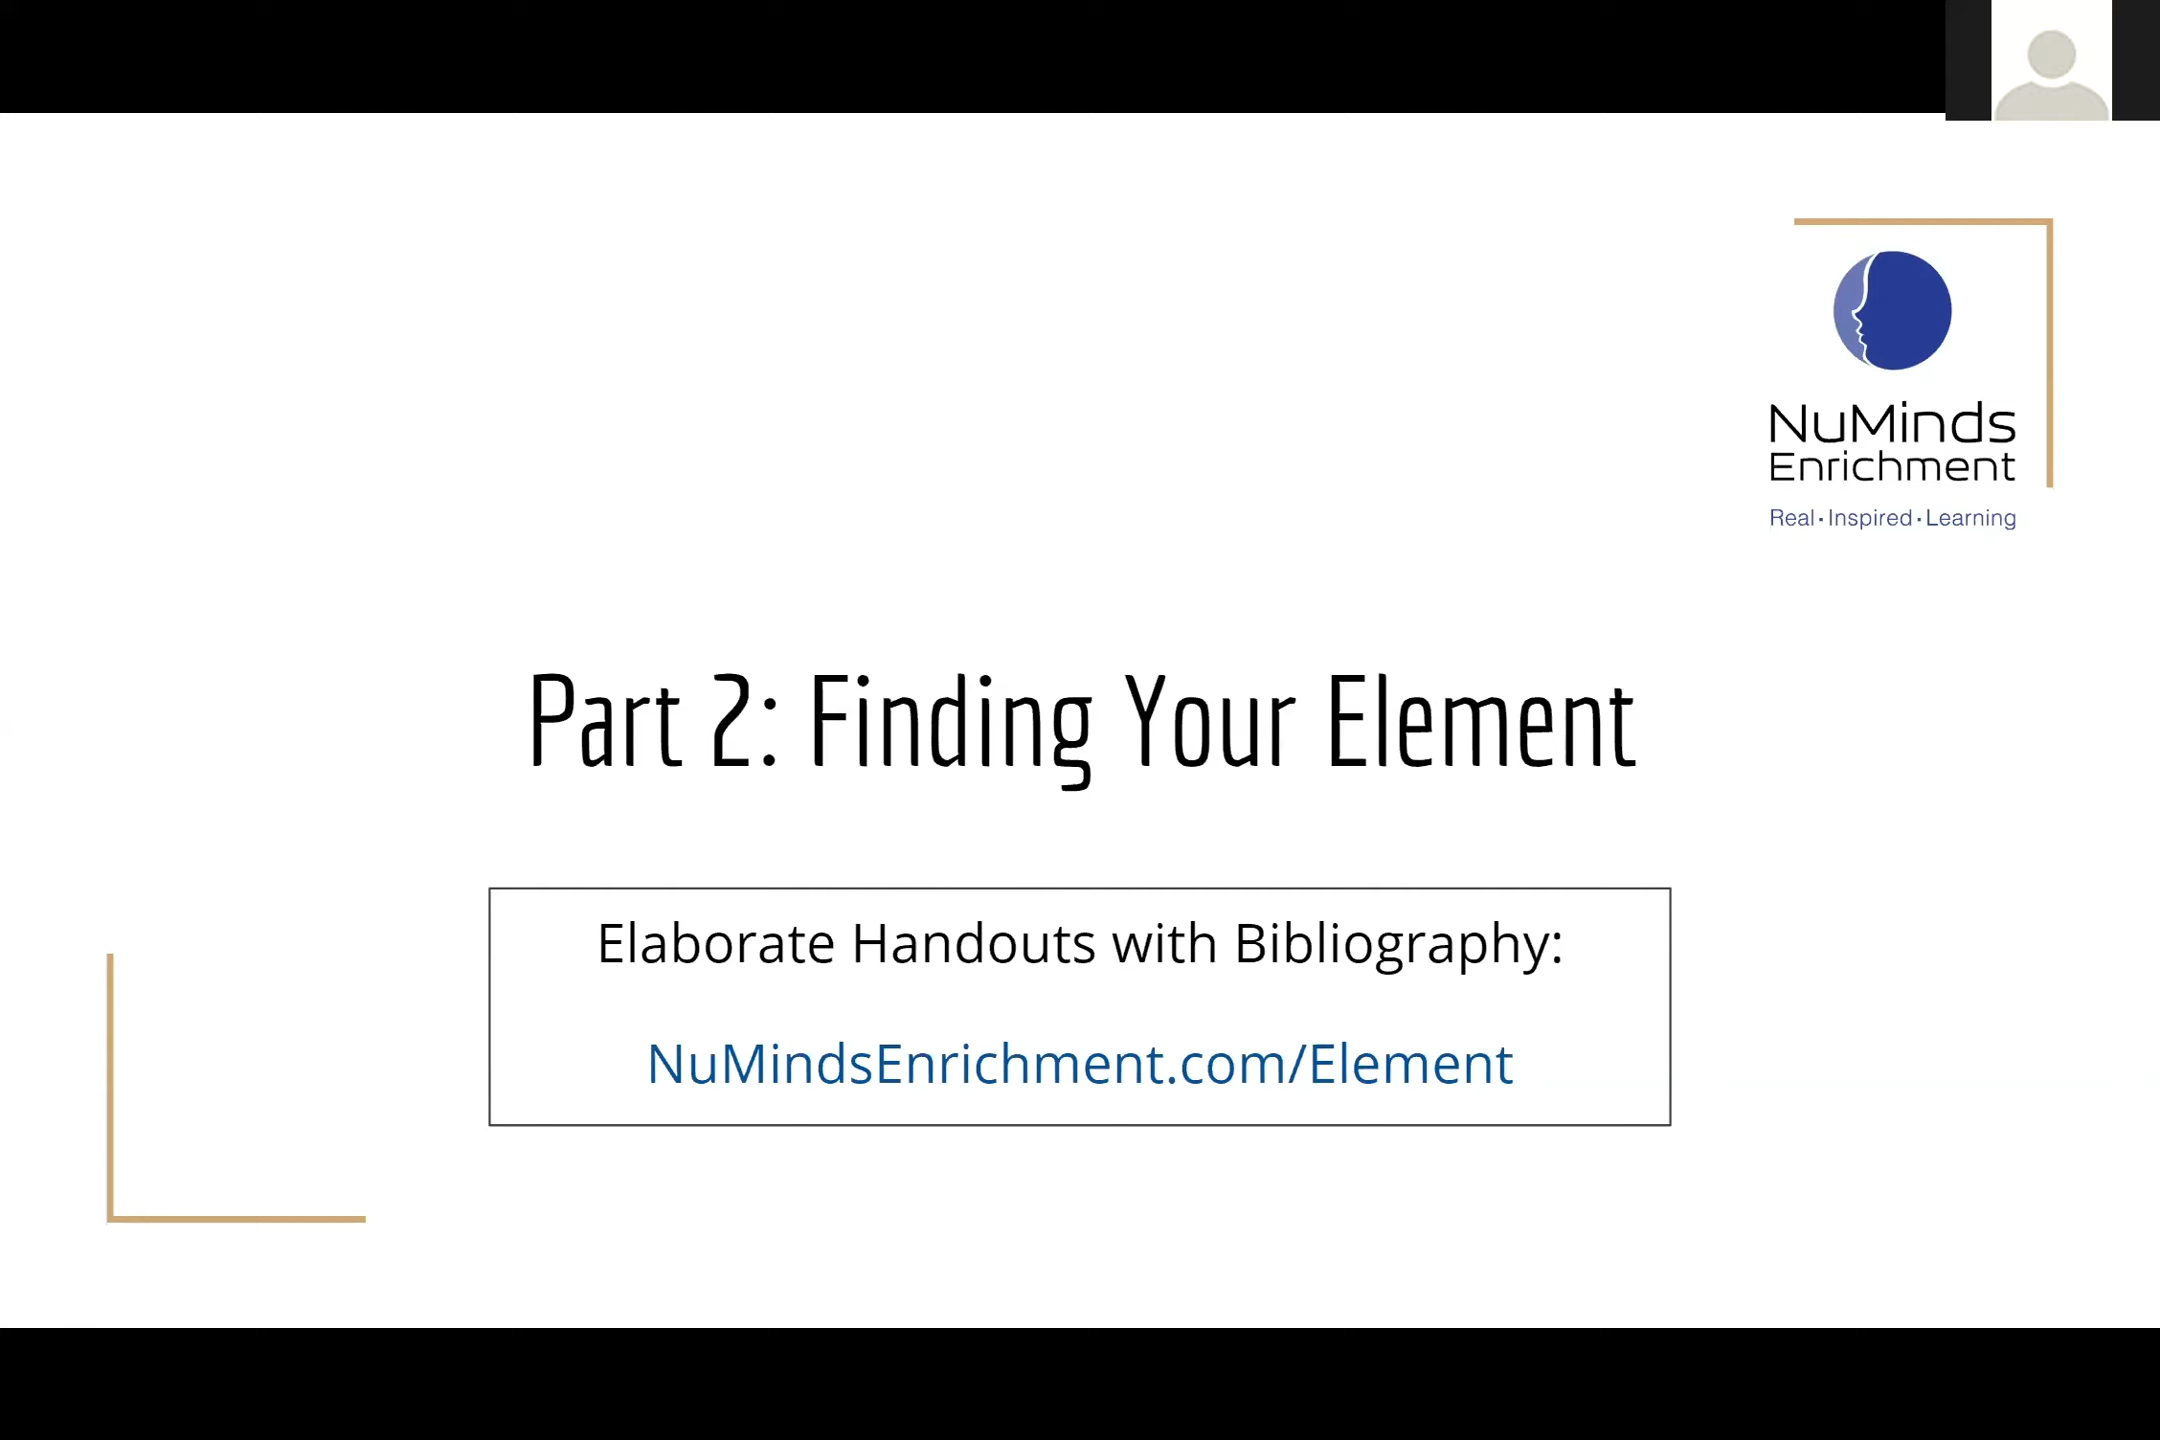 NuMinds
Enrichment
Real·Inspired·Learning
Part 2: Finding Your Element
Elaborate Handouts with Bibliography:
NuMindsEnrichment.com/Element